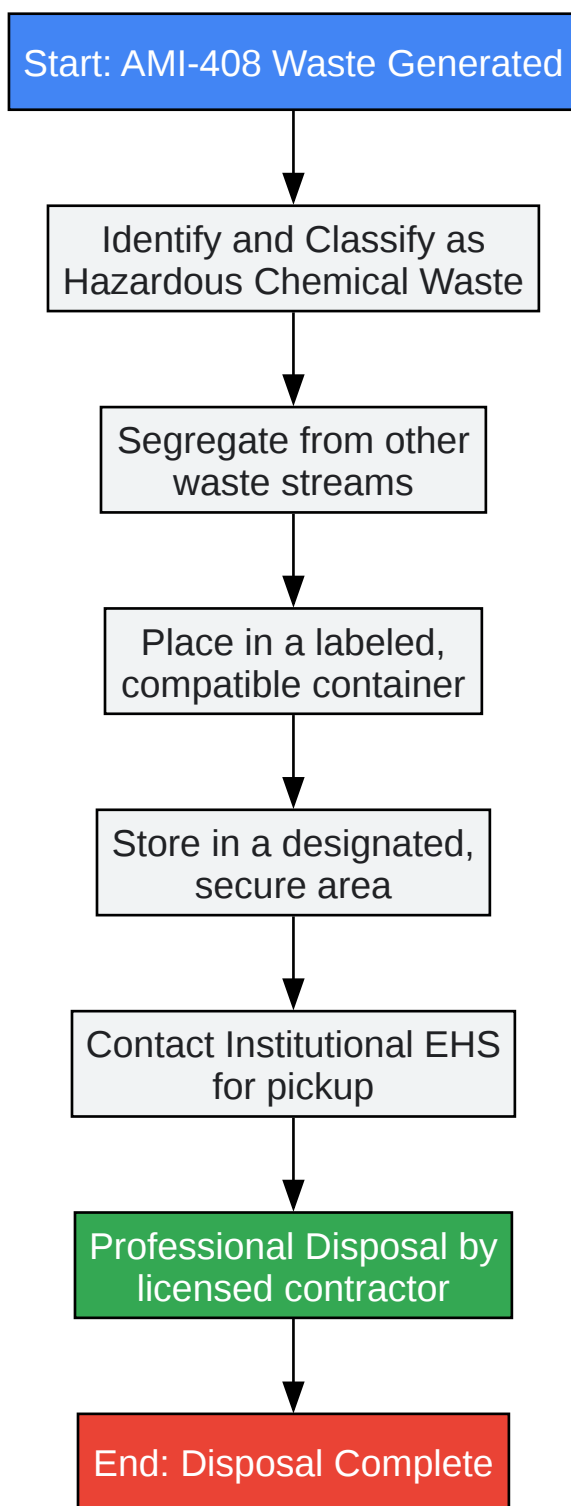 Start: AMI-408 Waste Generated
Identify and Classify as
Hazardous Chemical Waste
Segregate from other
waste streams
Place in a labeled,
compatible container
Store in a designated,
secure area
Contact Institutional EHS
for pickup
Professional Disposal by
licensed contractor
End: Disposal Complete